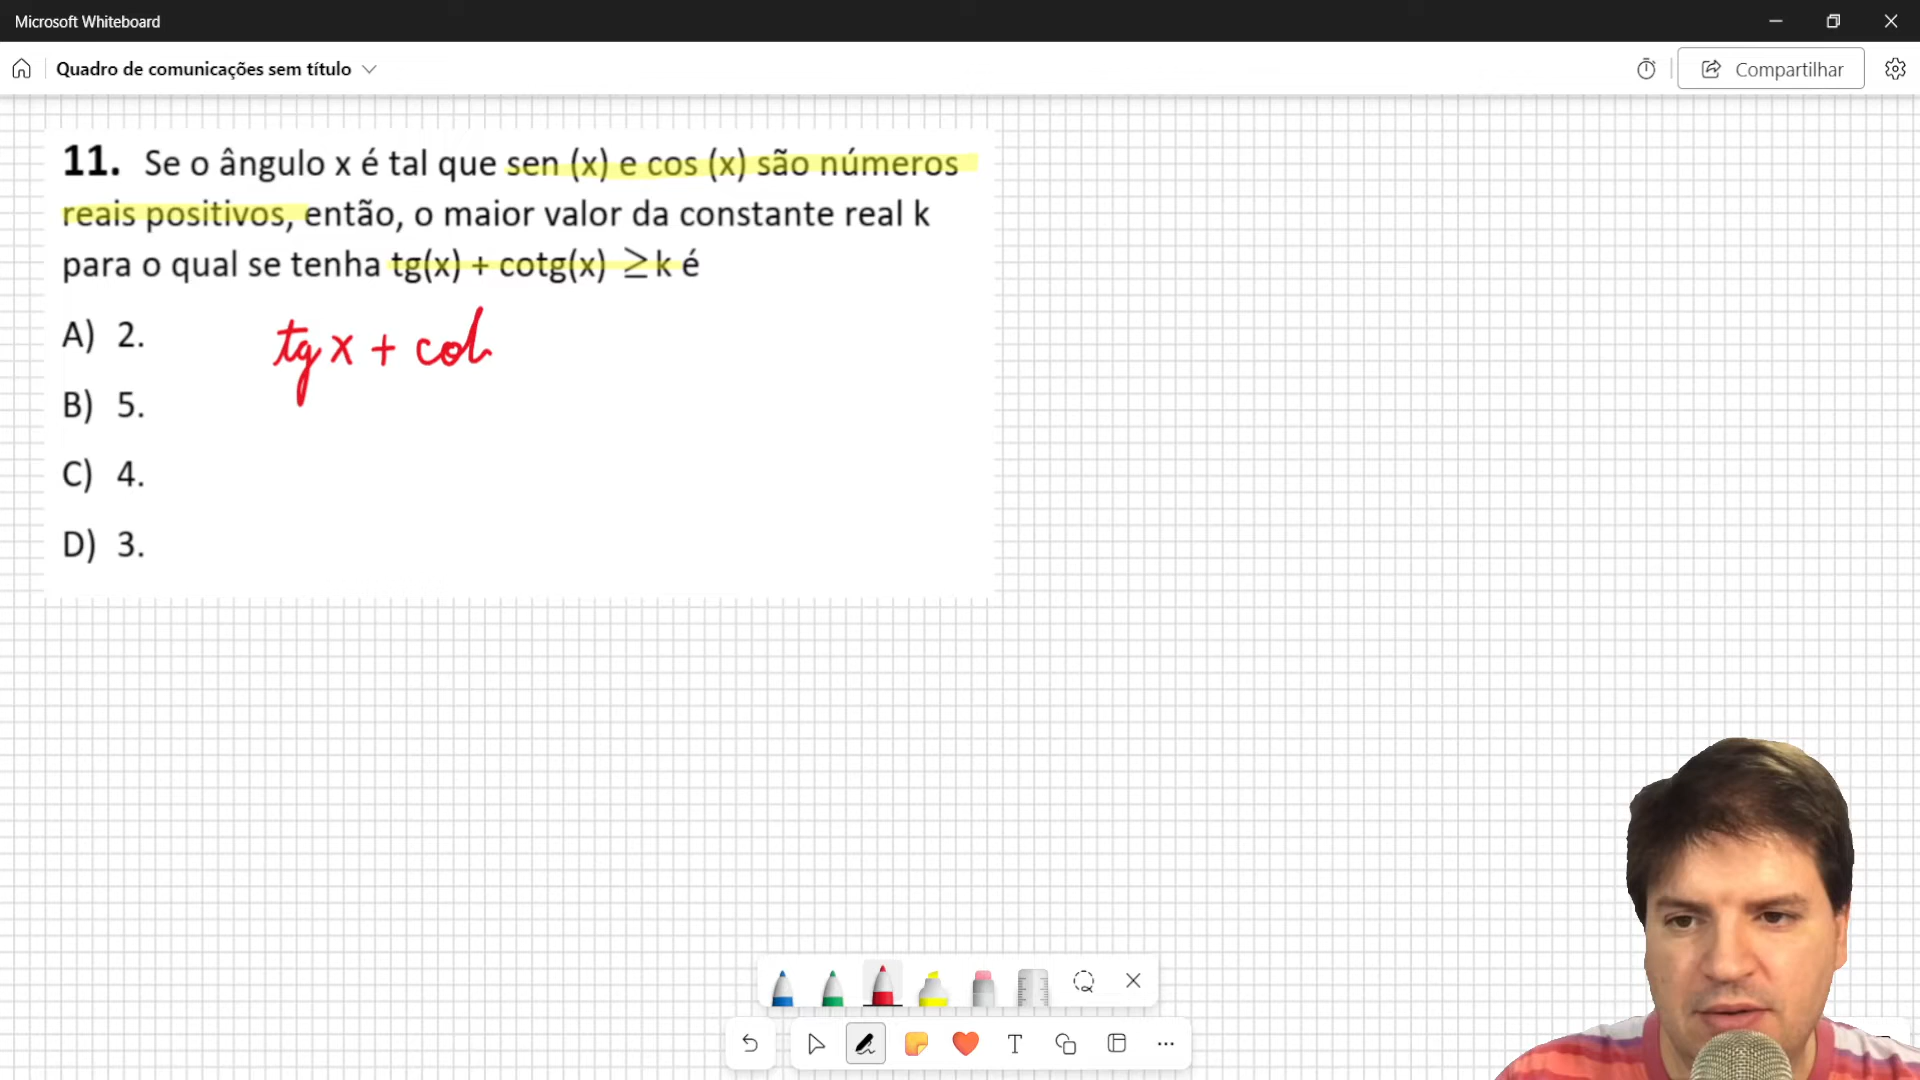 Microsoft Whiteboard
Quadro de comunicações sem título
Compartilhar
11. Se o ângulo x é tal que sen (x) e cos (x) são números
reais positivos, então, o maior valor da constante real k
para o qual se tenha tg(x) + cotg(x) ≥ k é
A) 2.
tg x + cot
B) 5.
C) 4.
D) 3.